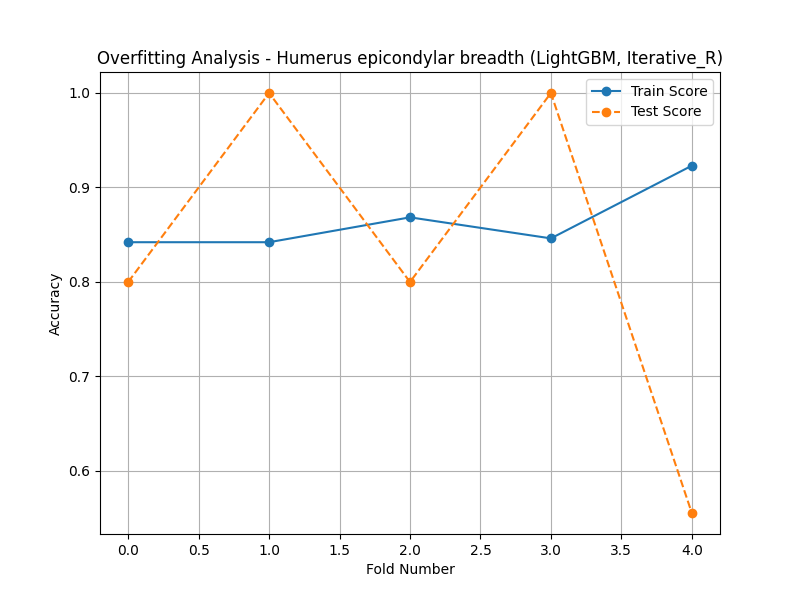 Overfitting Analysis - Humerus epicondylar breadth (LightGBM, Iterative_R)
Train Score
Test Score
1.0
0.9
0.8
0.7
0.6
Accuracy
0.0 0.5 1.0 1.5 2.0 2.5 3.0 3.5 4.0
Fold Number